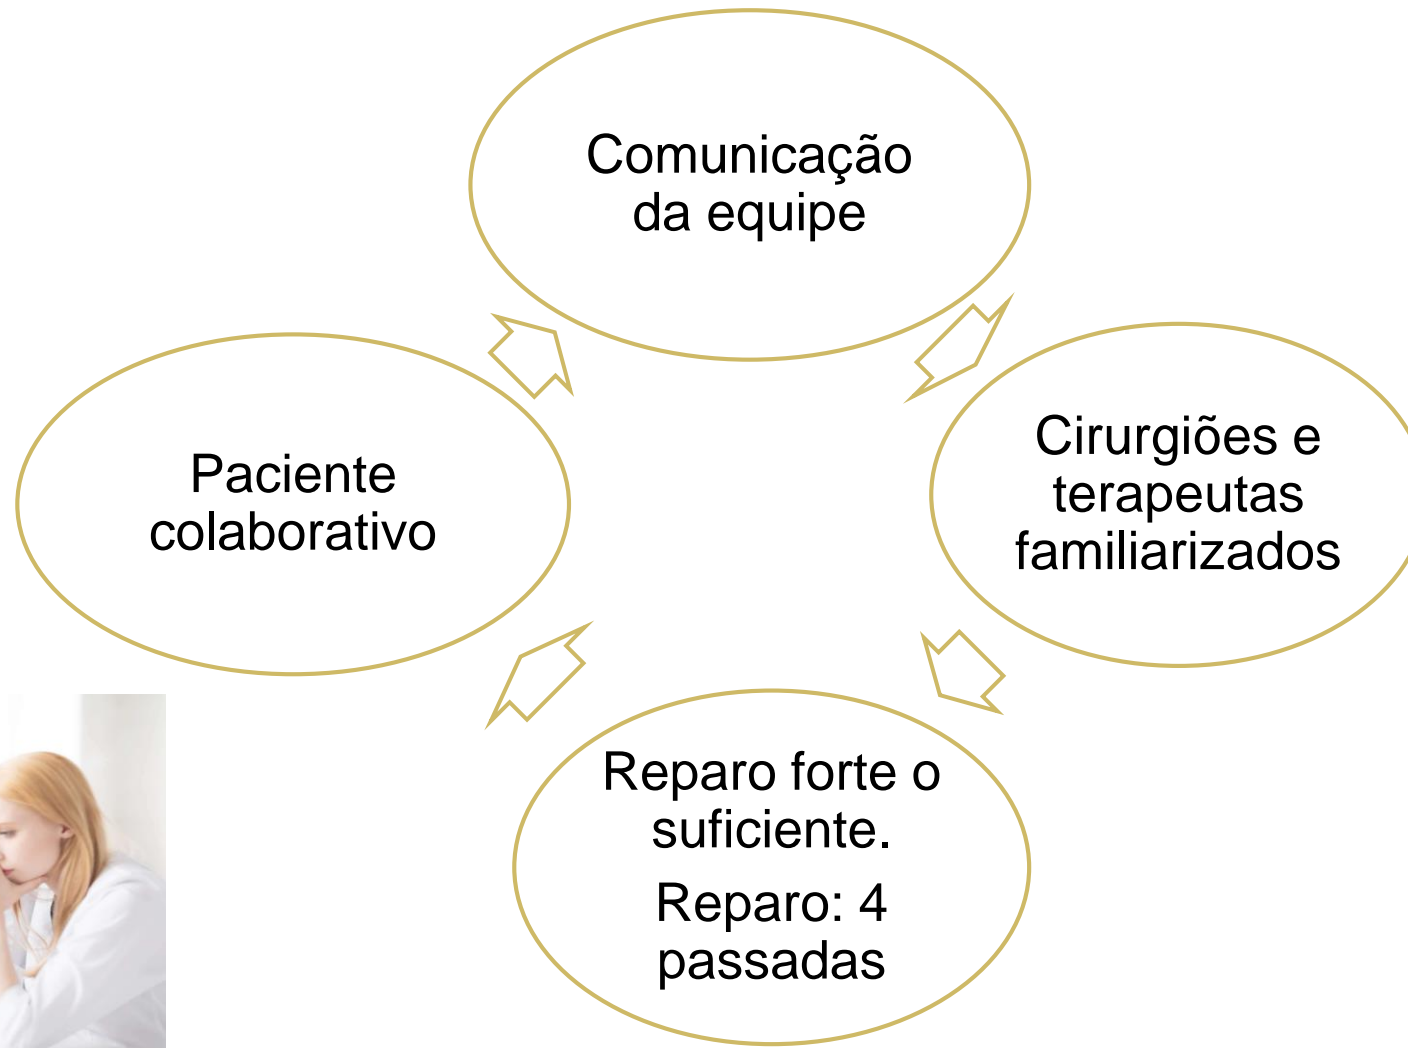 Comunicação
da equipe
Cirurgiões e
terapeutas
familiarizados
Paciente
colaborativo
Reparo forte o
suficiente.
Reparo: 4
passadas